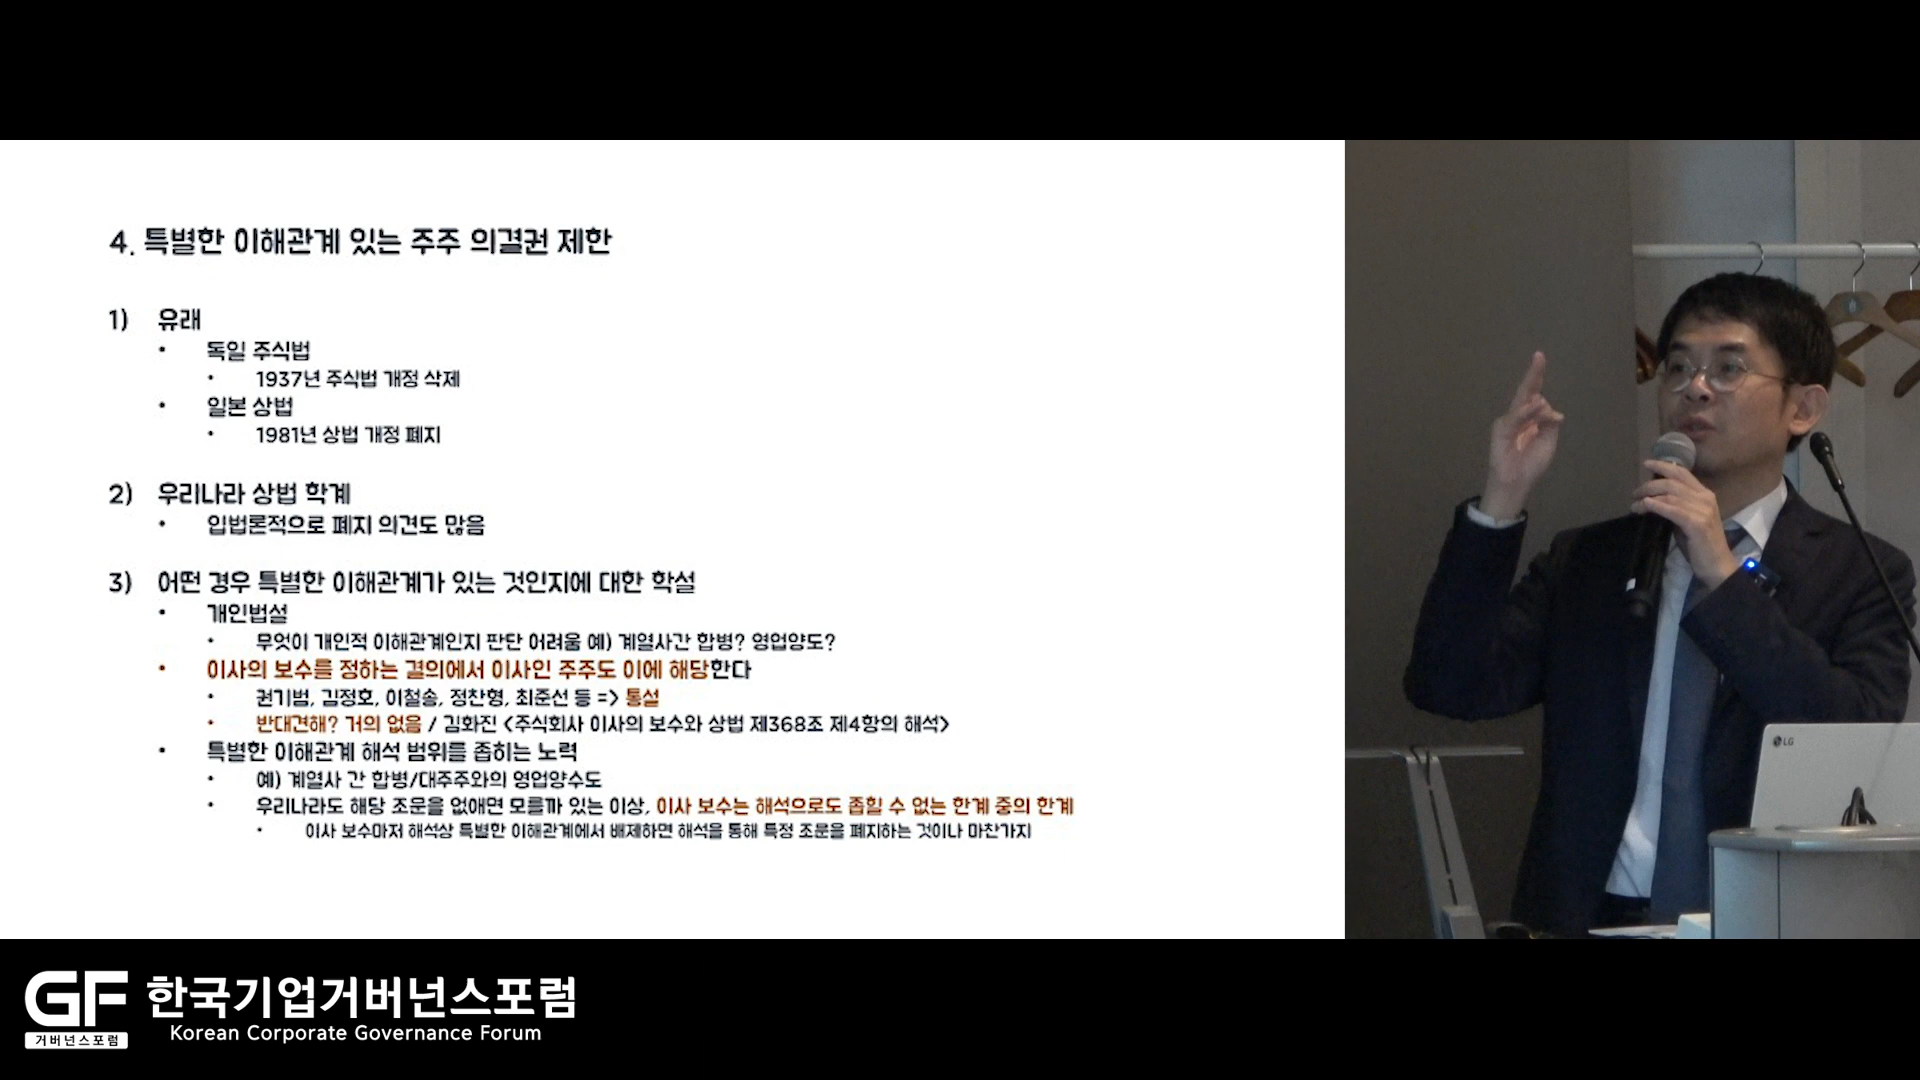 4. 특별한 이해관계 있는 주주 의결권 제한
1) 유래
• 독일 주식법
• 1937년 주식법 개정 삭제
• 일본 상법
• 1981년 상법 개정 폐지
2) 우리나라 상법 학계
• 입법론적으로 폐지 의견도 많음
3) 어떤 경우 특별한 이해관계가 있는 것인지에 대한 학설
• 개인법설
• 무엇이 개인적 이해관계인지 판단 어려움 예) 계열사간 합병? 영업양도?
• 이사의 보수를 정하는 결의에서 이사인 주주도 이에 해당한다
• 권기범, 김정호, 이철송, 정찬형, 최준선 등 => 통설
• 반대견해? 거의 없음 / 김화진 <주식회사 이사의 보수와 상법 제368조 제4항의 해석>
• 특별한 이해관계 해석 범위를 좁히는 노력
• 예) 계열사 간 합병/대주주와의 영업양수도
• 우리나라도 해당 조문을 없애면 모를까 있는 이상, 이사 보수는 해석으로도 좁힐 수 없는 한계 중의 한계
• 이사 보수마저 해석상 특별한 이해관계에서 배제하면 해석을 통해 특정 조문을 폐지하는 것이나 마찬가지
LG
GF
거버넌스포럼
한국기업거버넌스포럼
Korean Corporate Governance Forum